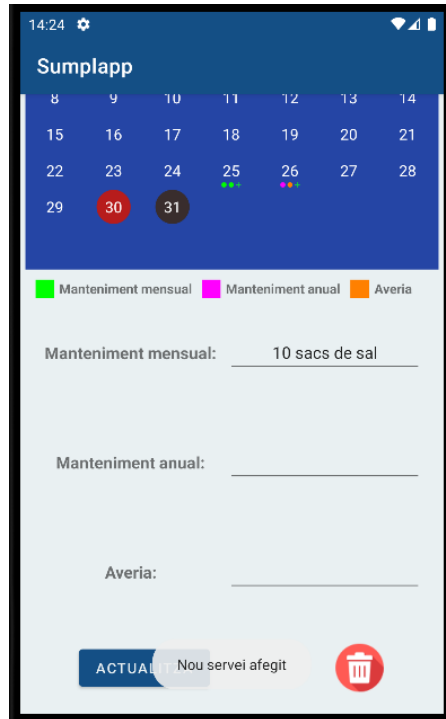 14:24
Sumplapp
8 9 10 11 12 13 14
15 16 17 18 19 20 21
22 23 24 25 26 27 28
29 30 31
Manteniment mensual Manteniment anual Averia
Manteniment mensual: 10 sacs de sal
Manteniment anual:
Averia:
Nou servei afegit